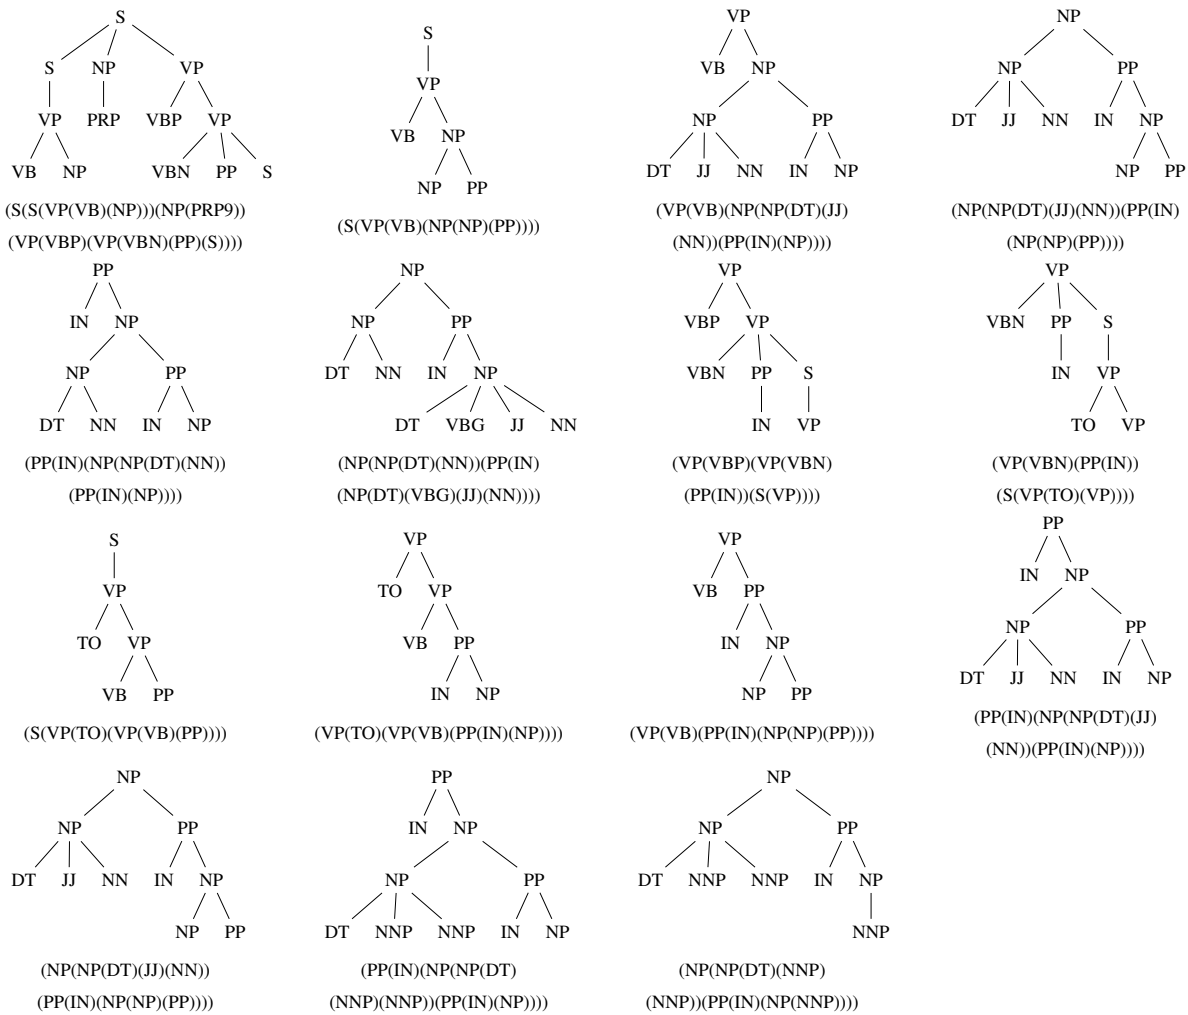 S
S NP VP
VP PRP VBP VP
VB NP VBN PP S
(S(S(VP(VB)(NP)))(NP(PRP9))
(VP(VBP)(VP(VBN)(PP)(S))))
S
VP
VB NP
NP PP
(S(VP(VB)(NP(NP)(PP))))
VP
VB NP
NP PP
DT JJ NN IN NP
(VP(VB)(NP(NP(DT)(JJ)
(NN))(PP(IN)(NP))))
NP
NP PP
DT JJ NN IN NP
NP PP
(NP(NP(DT)(JJ)(NN))(PP(IN)
(NP(NP)(PP))))
PP
IN NP
NP PP
DT NN IN NP
(PP(IN)(NP(NP(DT)(NN))
(PP(IN)(NP))))
NP
NP PP
DT NN IN NP
DT VBG JJ NN
(NP(NP(DT)(NN))(PP(IN)
(NP(DT)(VBG)(JJ)(NN))))
VP
VBP VP
VBN PP S
IN VP
(VP(VBP)(VP(VBN)
(PP(IN))(S(VP))))
VP
VBN PP S
IN VP
TO VP
(VP(VBN)(PP(IN))
(S(VP(TO)(VP))))
S
VP
TO VP
VB PP
(S(VP(TO)(VP(VB)(PP))))
VP
TO VP
VB PP
IN NP
(VP(TO)(VP(VB)(PP(IN)(NP))))
VP
VB PP
IN NP
NP PP
(VP(VB)(PP(IN)(NP(NP)(PP))))
PP
IN NP
NP PP
DT JJ NN IN NP
(PP(IN)(NP(NP(DT)(JJ)
(NN))(PP(IN)(NP))))
NP
NP PP
DT JJ NN IN NP
NP PP
(NP(NP(DT)(JJ)(NN))
(PP(IN)(NP(NP)(PP))))
PP
IN NP
NP PP
DT NNP NNP IN NP
(PP(IN)(NP(NP(DT)
(NNP)(NNP))(PP(IN)(NP))))
NP
NP PP
DT NNP NNP IN NP
NNP
(NP(NP(DT)(NNP)
(NNP))(PP(IN)(NP(NNP))))